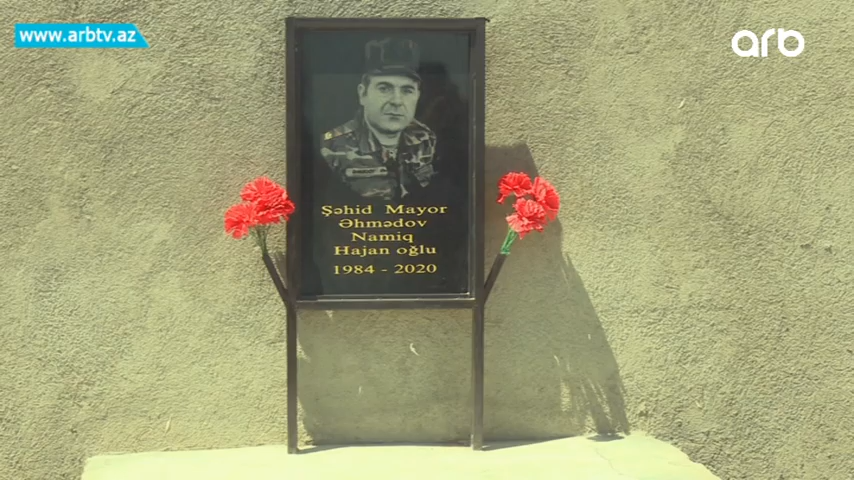 www.arbtv.az
arb
Şəhid Mayor
Əhmədov
Namiq
Hajan oğlu
1984 - 2020